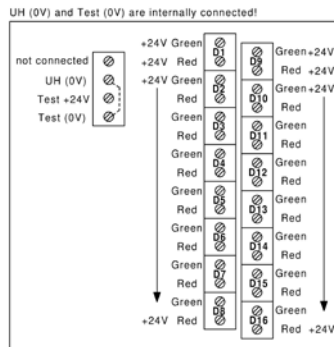 UH (0V) and Test (0V) are internally connected!
not connected
UH (0V)
Test +24V
Test (0V)
+24V Green
D1
+24V Red
+24V Green
D2
Red
Green
D3
Red
Green
D4
Red
Green
D5
Red
Green
D6
Red
Green
D7
Red
Green
D8
+24V Red
Green +24V
D9
Red +24V
Green +24V
D10
Red
Green
D11
Red
Green
D12
Red
Green
D13
Red
Green
D14
Red
Green
D15
Red
Green
D16
Red +24V